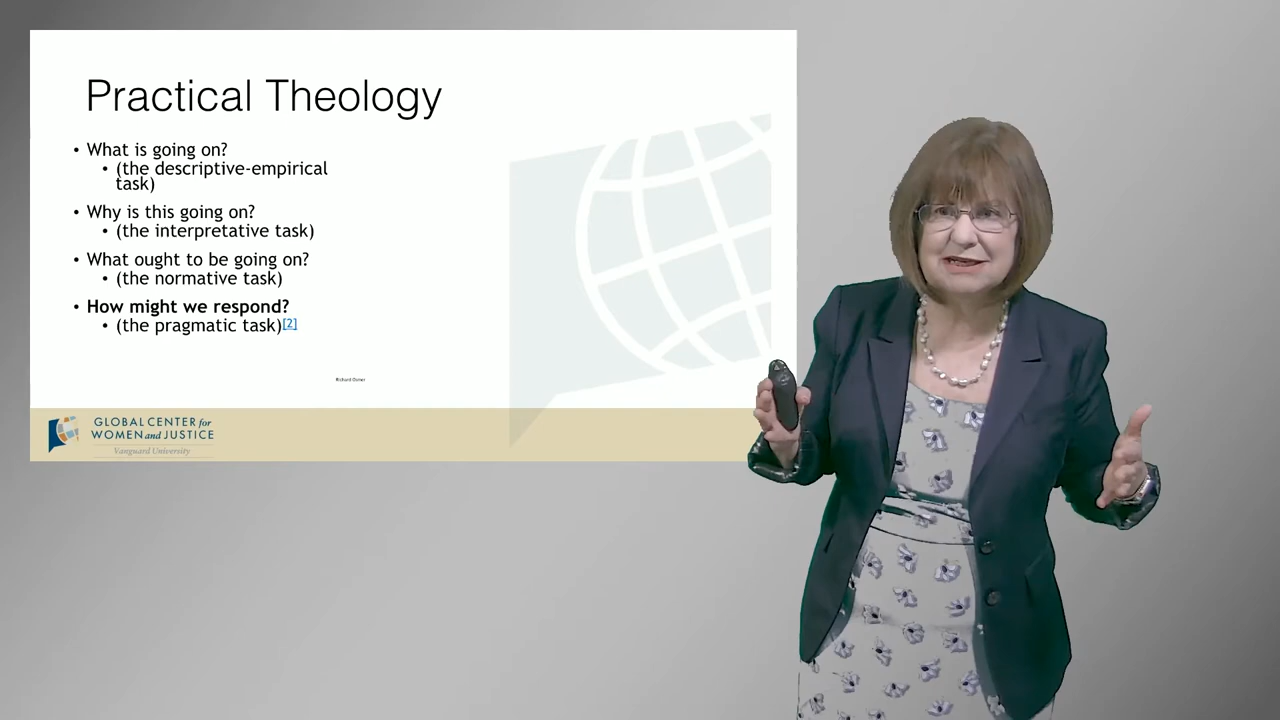 Practical Theology
• What is going on?
• (the descriptive-empirical
task)
• Why is this going on?
• (the interpretative task)
• What ought to be going on?
• (the normative task)
• How might we respond?
• (the pragmatic task)[2]
Richard Osmer
GLOBAL CENTER for
WOMEN and JUSTICE
Vanguard University